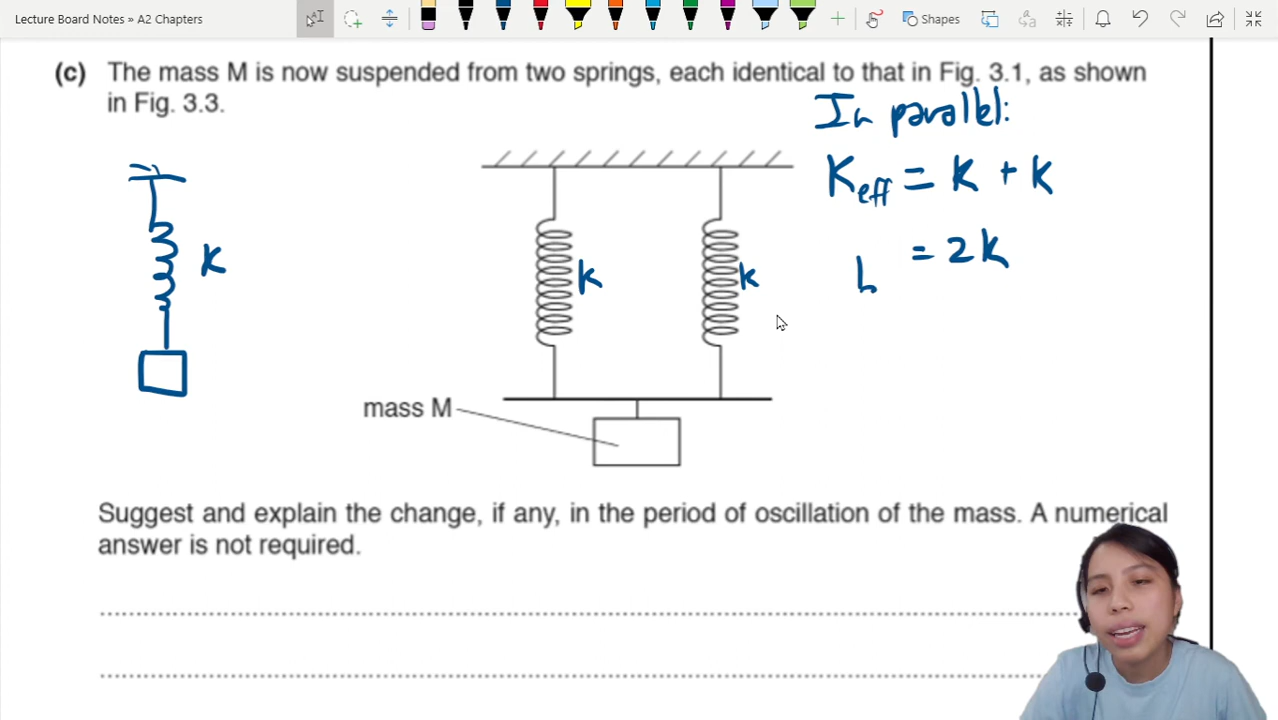 Lecture Board Notes » A2 Chapters
Shapes
(c) The mass M is now suspended from two springs, each identical to that in Fig. 3.1, as shown
in Fig. 3.3.
In parallel:
Keff = k + k
= 2k
k
k
k
mass M
Suggest and explain the change, if any, in the period of oscillation of the mass. A numerical
answer is not required.